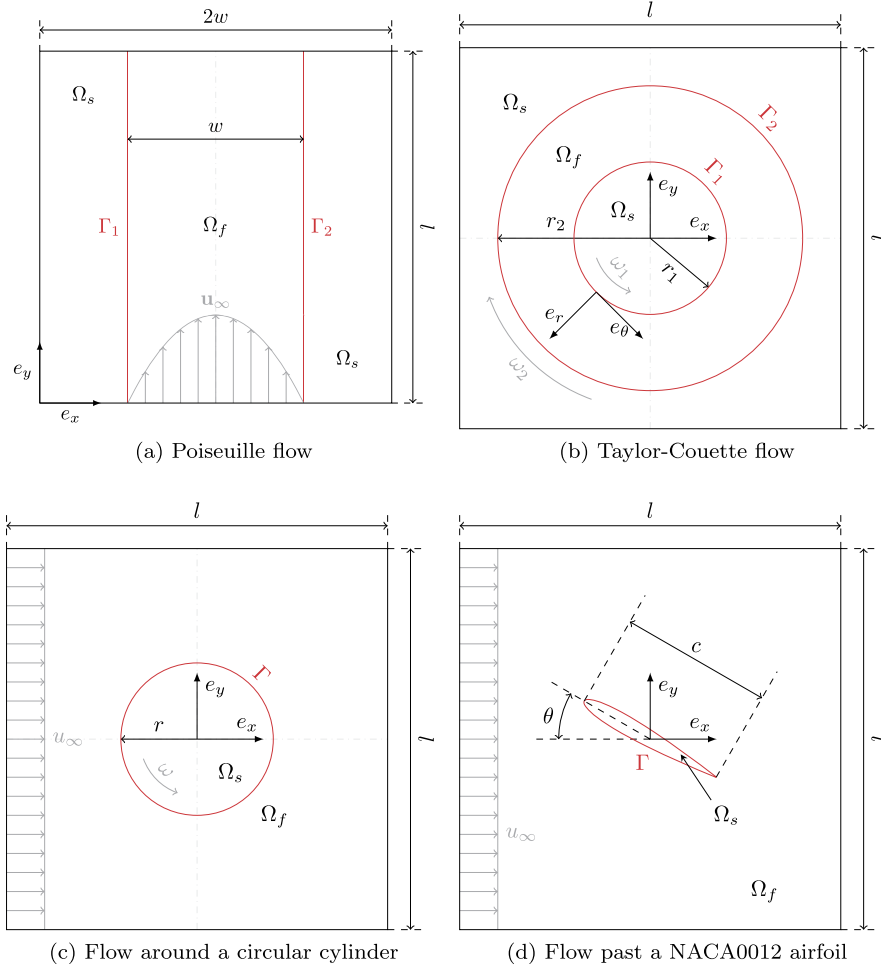 2w
Ω_s
w
Γ_1
Ω_f
Γ_2
l
u_∞
Ω_s
e_y
e_x
(a) Poiseuille flow
l
Ω_s
Γ_2
Ω_f
Γ_1
e_y
Ω_s
r_2
e_x
l
r_1
ω_1
e_r
e_θ
ω_2
(b) Taylor-Couette flow
l
Γ
e_y
r
e_x
u_∞
l
ω
Ω_s
Ω_f
(c) Flow around a circular cylinder
l
c
e_y
θ
e_x
l
Γ
Ω_s
u_∞
Ω_f
(d) Flow past a NACA0012 airfoil